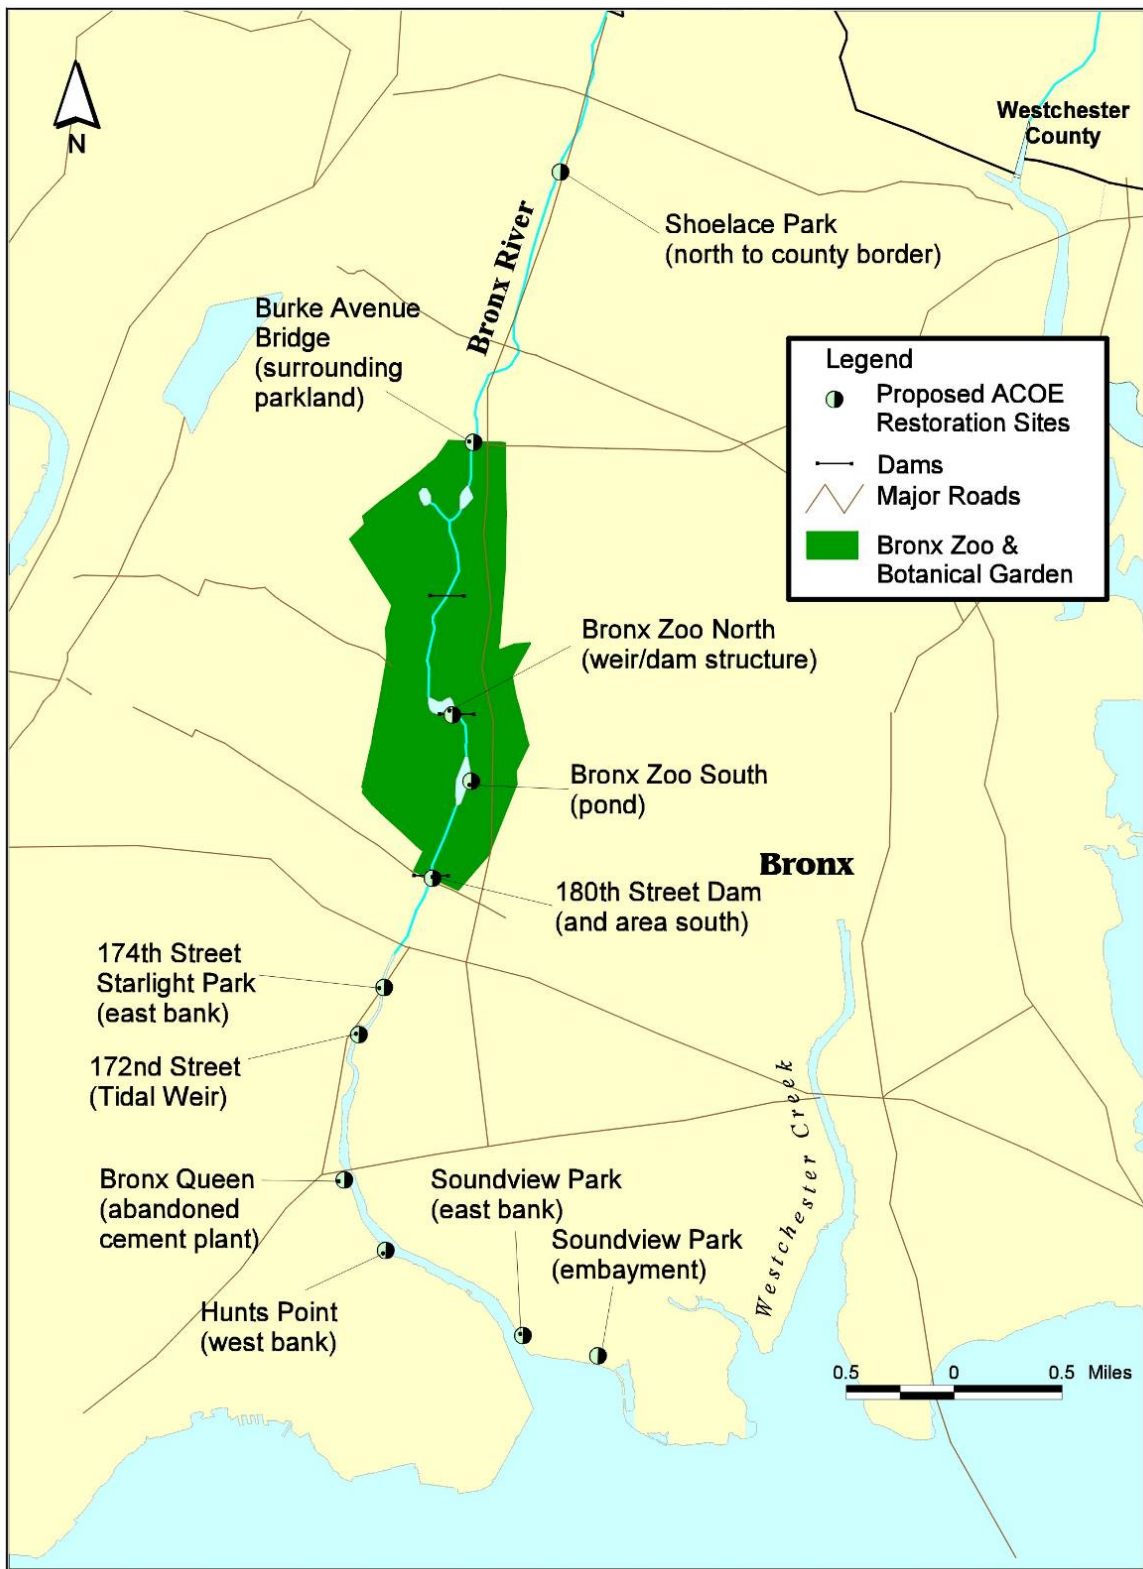 N
Westchester
County
Shoelace Park
(north to county border)
Bronx River
Burke Avenue
Bridge
(surrounding
parkland)
Legend
Proposed ACOE
Restoration Sites
Dams
Major Roads
Bronx Zoo &
Botanical Garden
Bronx Zoo North
(weir/dam structure)
Bronx Zoo South
(pond)
Bronx
180th Street Dam
(and area south)
174th Street
Starlight Park
(east bank)
172nd Street
(Tidal Weir)
Westchester Creek
Bronx Queen
(abandoned
cement plant)
Soundview Park
(east bank)
Soundview Park
(embayment)
Hunts Point
(west bank)
0.5 0 0.5 Miles